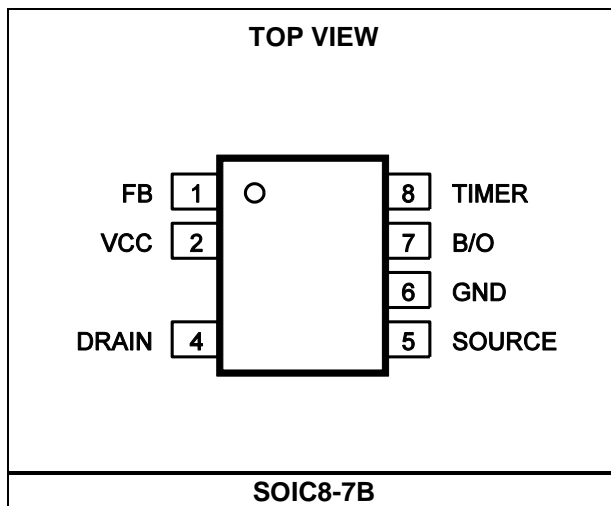 TOP VIEW
FB 1 8 TIMER
VCC 2 7 B/O
6 GND
DRAIN 4 5 SOURCE
SOIC8-7B